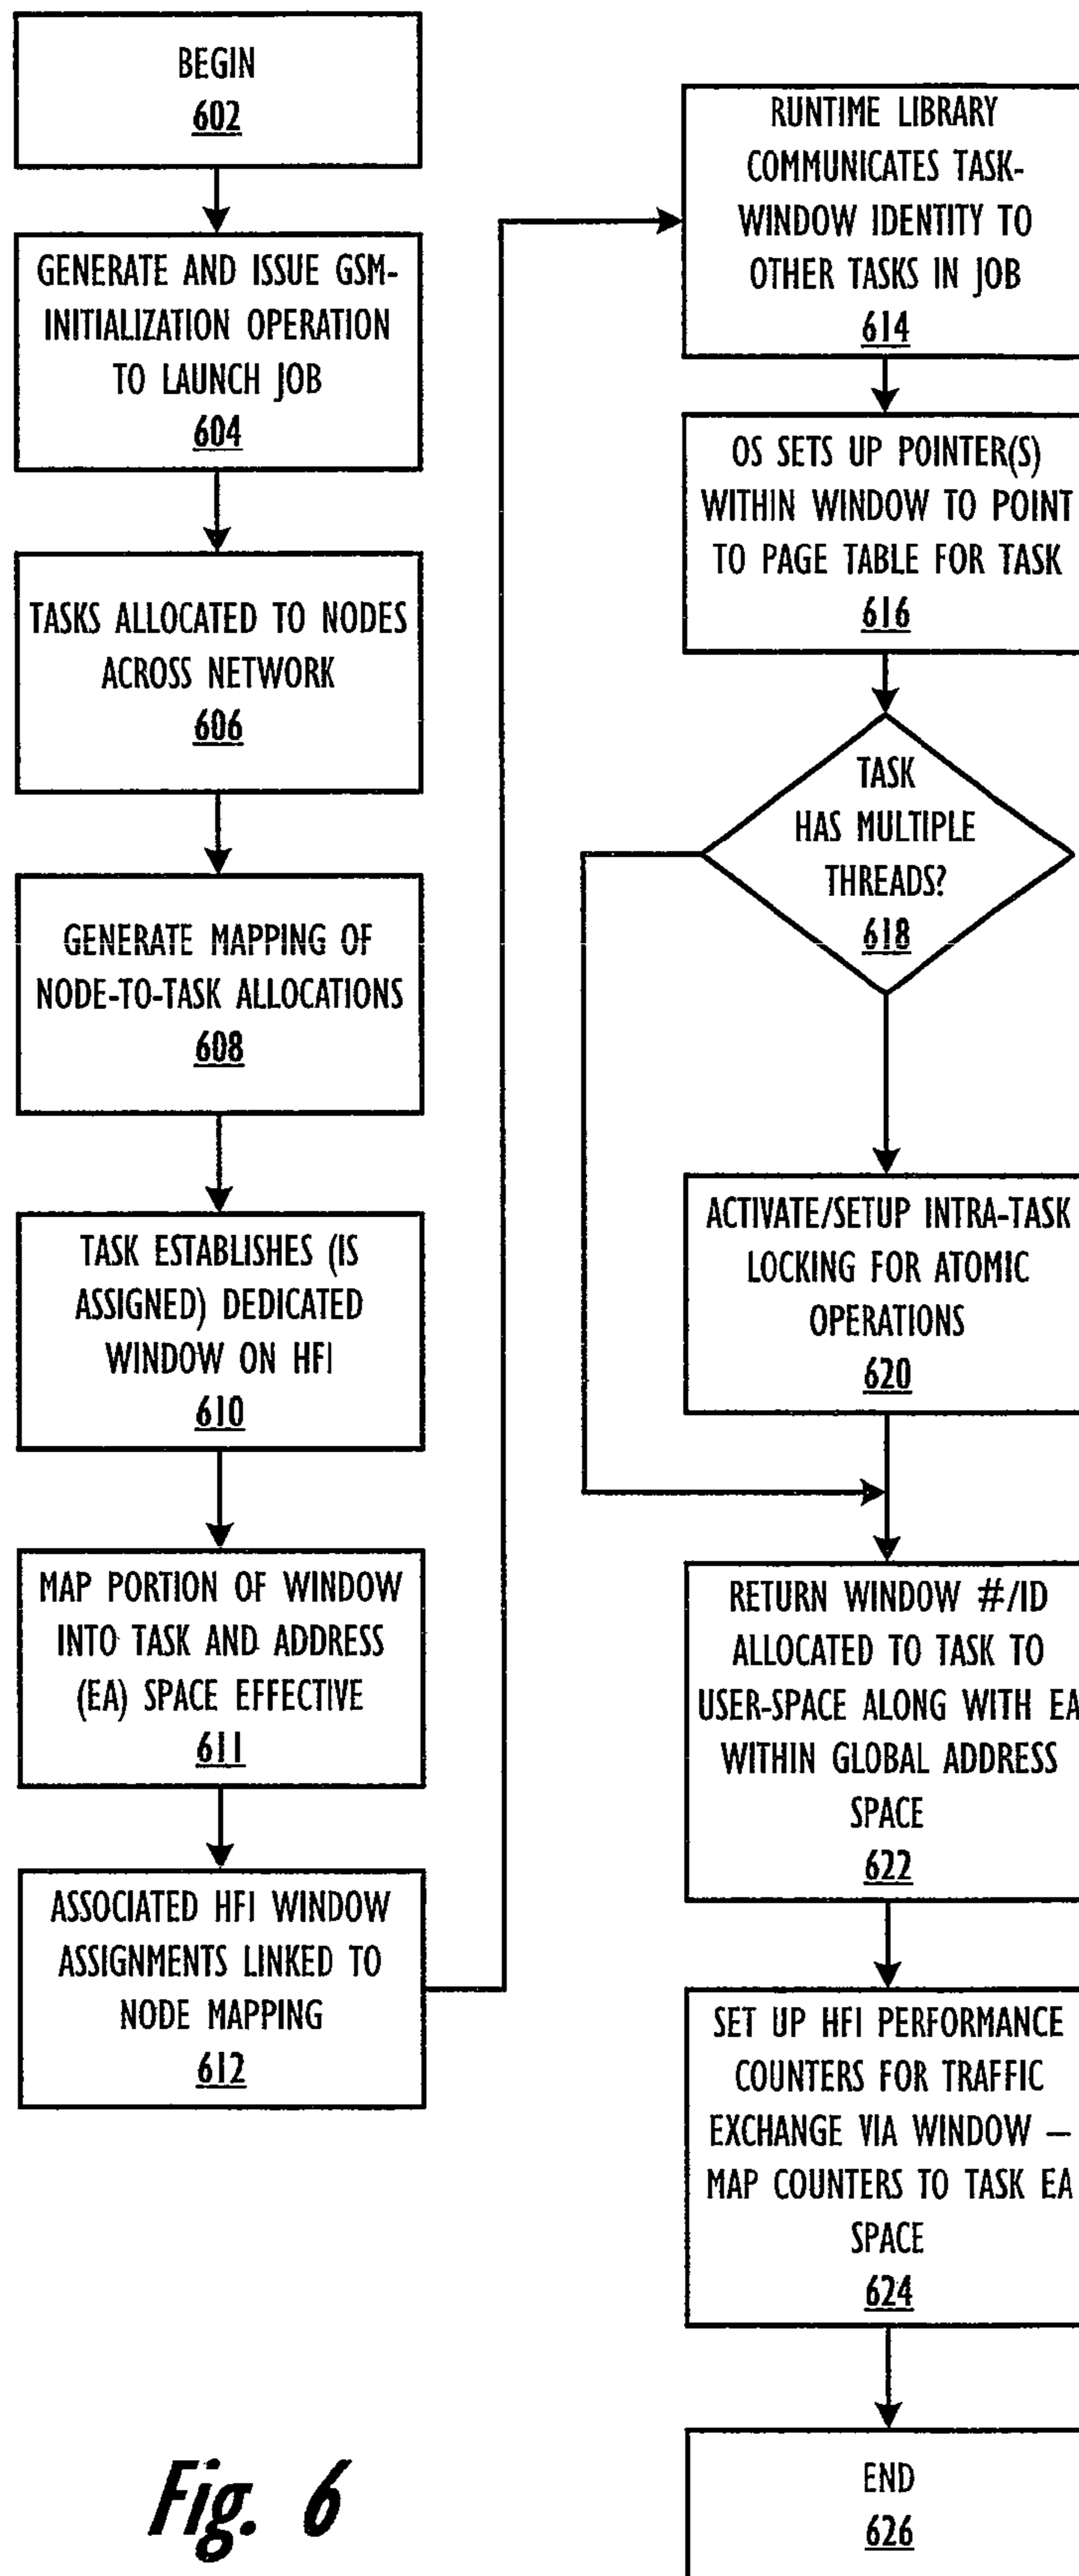 BEGIN
602
GENERATE AND ISSUE GSM-
INITIALIZATION OPERATION
TO LAUNCH JOB
604
TASKS ALLOCATED TO NODES
ACROSS NETWORK
606
GENERATE MAPPING OF
NODE-TO-TASK ALLOCATIONS
608
TASK ESTABLISHES (IS
ASSIGNED) DEDICATED
WINDOW ON HFI
610
MAP PORTION OF WINDOW
INTO TASK AND ADDRESS
(EA) SPACE EFFECTIVE
611
ASSOCIATED HFI WINDOW
ASSIGNMENTS LINKED TO
NODE MAPPING
612
RUNTIME LIBRARY
COMMUNICATES TASK-
WINDOW IDENTITY TO
OTHER TASKS IN JOB
614
OS SETS UP POINTER(S)
WITHIN WINDOW TO POINT
TO PAGE TABLE FOR TASK
616
TASK
HAS MULTIPLE
THREADS?
618
ACTIVATE/SETUP INTRA-TASK
LOCKING FOR ATOMIC
OPERATIONS
620
RETURN WINDOW #/ID
ALLOCATED TO TASK TO
USER-SPACE ALONG WITH EA
WITHIN GLOBAL ADDRESS
SPACE
622
SET UP HFI PERFORMANCE
COUNTERS FOR TRAFFIC
EXCHANGE VIA WINDOW –
MAP COUNTERS TO TASK EA
SPACE
624
END
626
Fig. 6